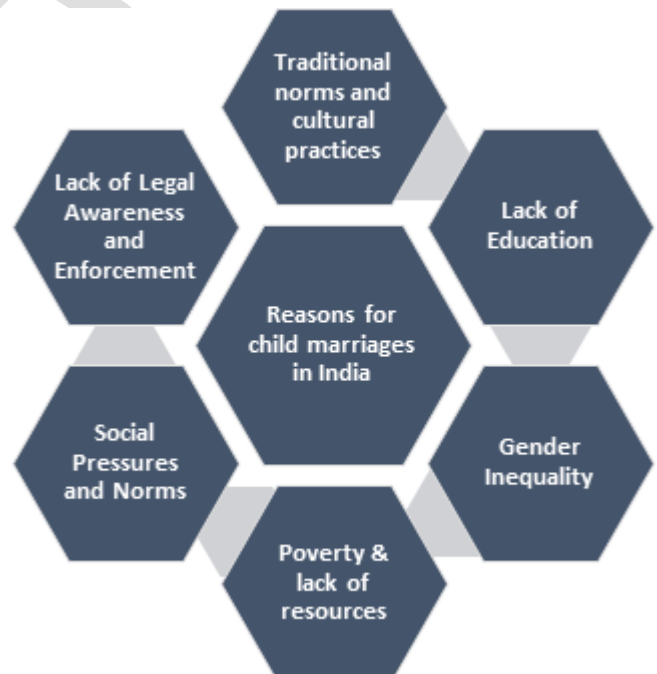 Traditional
norms and
cultural
practices
Lack of
Education
Gender
Inequality
Poverty &
lack of
resources
Social
Pressures
and Norms
Lack of Legal
Awareness
and
Enforcement
Reasons for
child marriages
in India